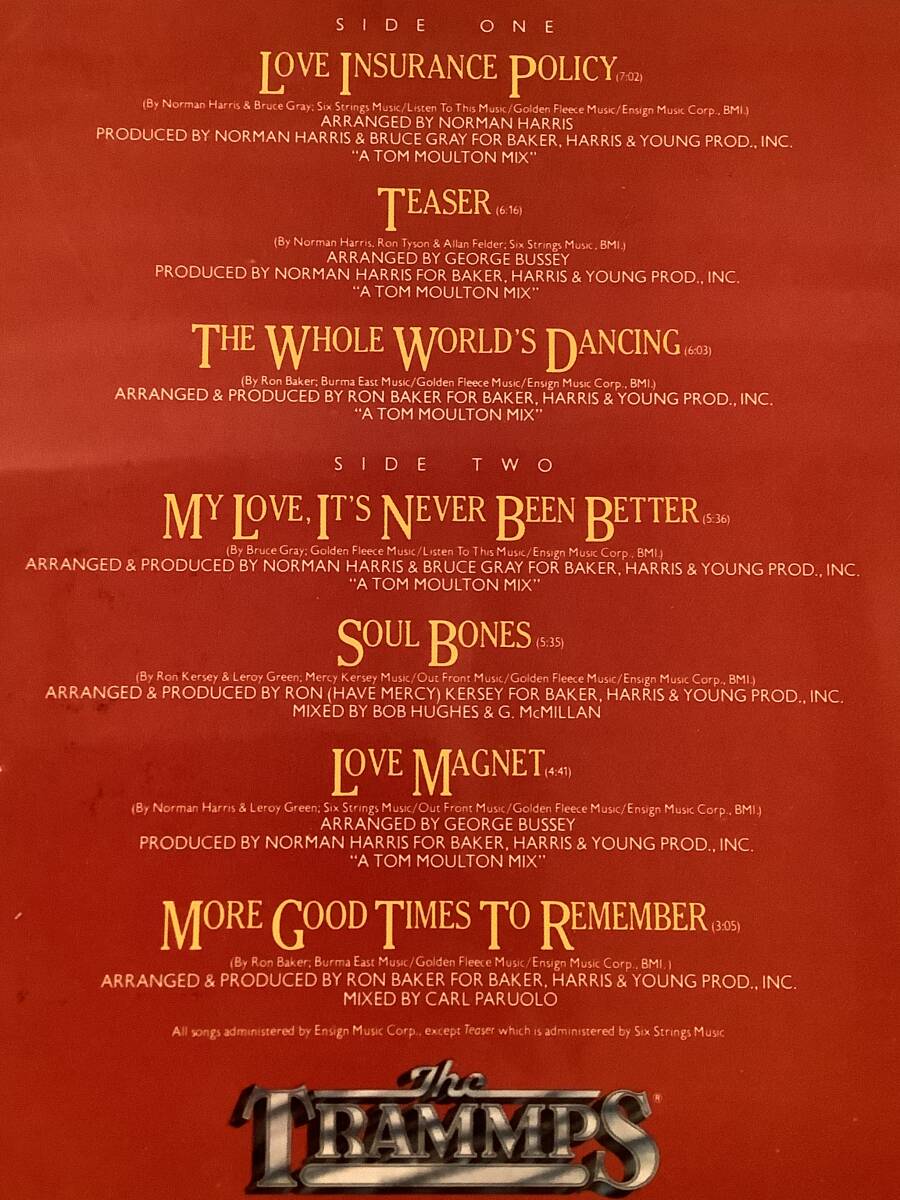 SIDE ONE
LOVE INSURANCE POLICY (7:02)
(By Norman Harris & Bruce Gray; Six Strings Music/Listen To This Music/Golden Fleece Music/Ensign Music Corp., BMI.)
ARRANGED BY NORMAN HARRIS
PRODUCED BY NORMAN HARRIS & BRUCE GRAY FOR BAKER, HARRIS & YOUNG PROD., INC.
"A TOM MOULTON MIX"
TEASER (6:16)
(By Norman Harris, Ron Tyson & Allan Felder; Six Strings Music, BMI.)
ARRANGED BY GEORGE BUSSEY
PRODUCED BY NORMAN HARRIS FOR BAKER, HARRIS & YOUNG PROD., INC.
"A TOM MOULTON MIX"
THE WHOLE WORLD'S DANCING (6:03)
(By Ron Baker; Burma East Music/Golden Fleece Music/Ensign Music Corp., BMI.)
ARRANGED & PRODUCED BY RON BAKER FOR BAKER, HARRIS & YOUNG PROD., INC.
"A TOM MOULTON MIX"
SIDE TWO
MY LOVE, IT'S NEVER BEEN BETTER (5:36)
(By Bruce Gray; Golden Fleece Music/Listen To This Music/Ensign Music Corp., BMI.)
ARRANGED & PRODUCED BY NORMAN HARRIS & BRUCE GRAY FOR BAKER, HARRIS & YOUNG PROD., INC.
"A TOM MOULTON MIX"
SOUL BONES (5:35)
(By Ron Kersey & Leroy Green; Mercy Kersey Music/Out Front Music/Golden Fleece Music/Ensign Music Corp., BMI.)
ARRANGED & PRODUCED BY RON (HAVE MERCY) KERSEY FOR BAKER, HARRIS & YOUNG PROD., INC.
MIXED BY BOB HUGHES & G. McMILLAN
LOVE MAGNET (4:41)
(By Norman Harris & Leroy Green; Six Strings Music/Out Front Music/Golden Fleece Music/Ensign Music Corp., BMI.)
ARRANGED BY GEORGE BUSSEY
PRODUCED BY NORMAN HARRIS FOR BAKER, HARRIS & YOUNG PROD., INC.
"A TOM MOULTON MIX"
MORE GOOD TIMES TO REMEMBER (3:05)
(By Ron Baker; Burma East Music/Golden Fleece Music/Ensign Music Corp., BMI.)
ARRANGED & PRODUCED BY RON BAKER FOR BAKER, HARRIS & YOUNG PROD., INC.
MIXED BY CARL PARUOLO
All songs administered by Ensign Music Corp., except Teaser which is administered by Six Strings Music
The
TRAMMPS®